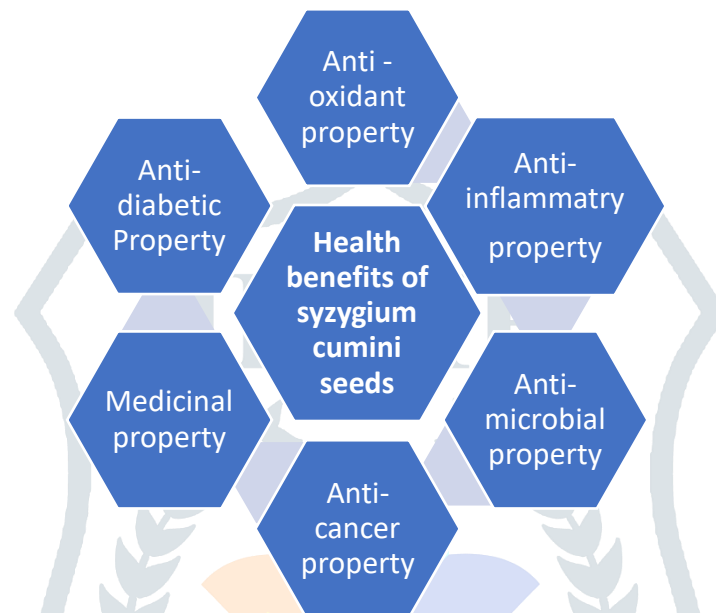 Anti -
oxidant
property
Anti-
inflammatry
property
Anti-
diabetic
Property
Health
benefits of
syzygium
cumini
seeds
Medicinal
property
Anti-
microbial
property
Anti-
cancer
property